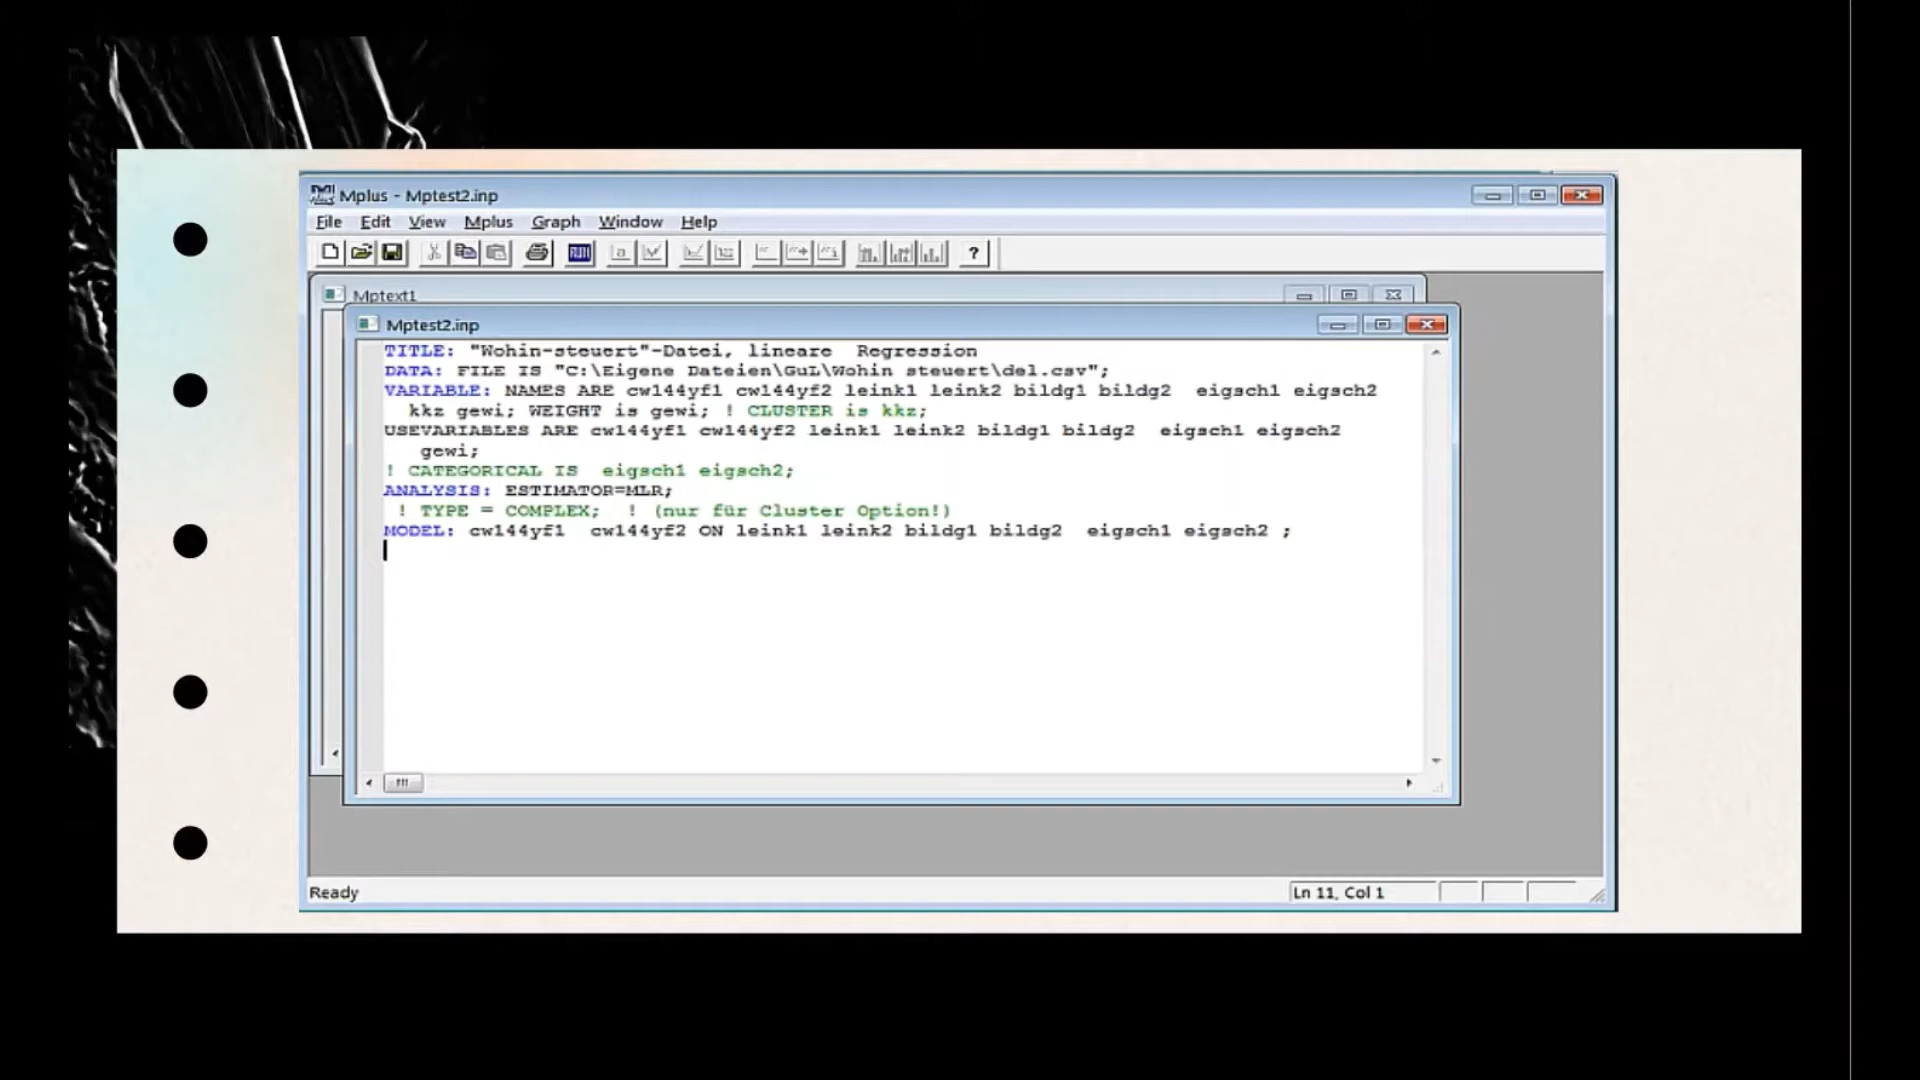 Mplus - Mptest2.inp
File Edit View Mplus Graph Window Help
RUN
?
Mptext1
Mptest2.inp
TITLE: "Wohin-steuert"-Datei, lineare Regression
DATA: FILE IS "C:\Eigene Dateien\GuL\Wohin steuert\del.csv";
VARIABLE: NAMES ARE cw144yf1 cw144yf2 leink1 leink2 bildg1 bildg2 eigsch1 eigsch2
kkz gewi; WEIGHT is gewi; ! CLUSTER is kkz;
USEVARIABLES ARE cw144yf1 cw144yf2 leink1 leink2 bildg1 bildg2 eigsch1 eigsch2
gewi;
! CATEGORICAL IS eigsch1 eigsch2;
ANALYSIS: ESTIMATOR=MLR;
! TYPE = COMPLEX; ! (nur für Cluster Option!)
MODEL: cw144yf1 cw144yf2 ON leink1 leink2 bildg1 bildg2 eigsch1 eigsch2 ;
Ready
Ln 11, Col 1